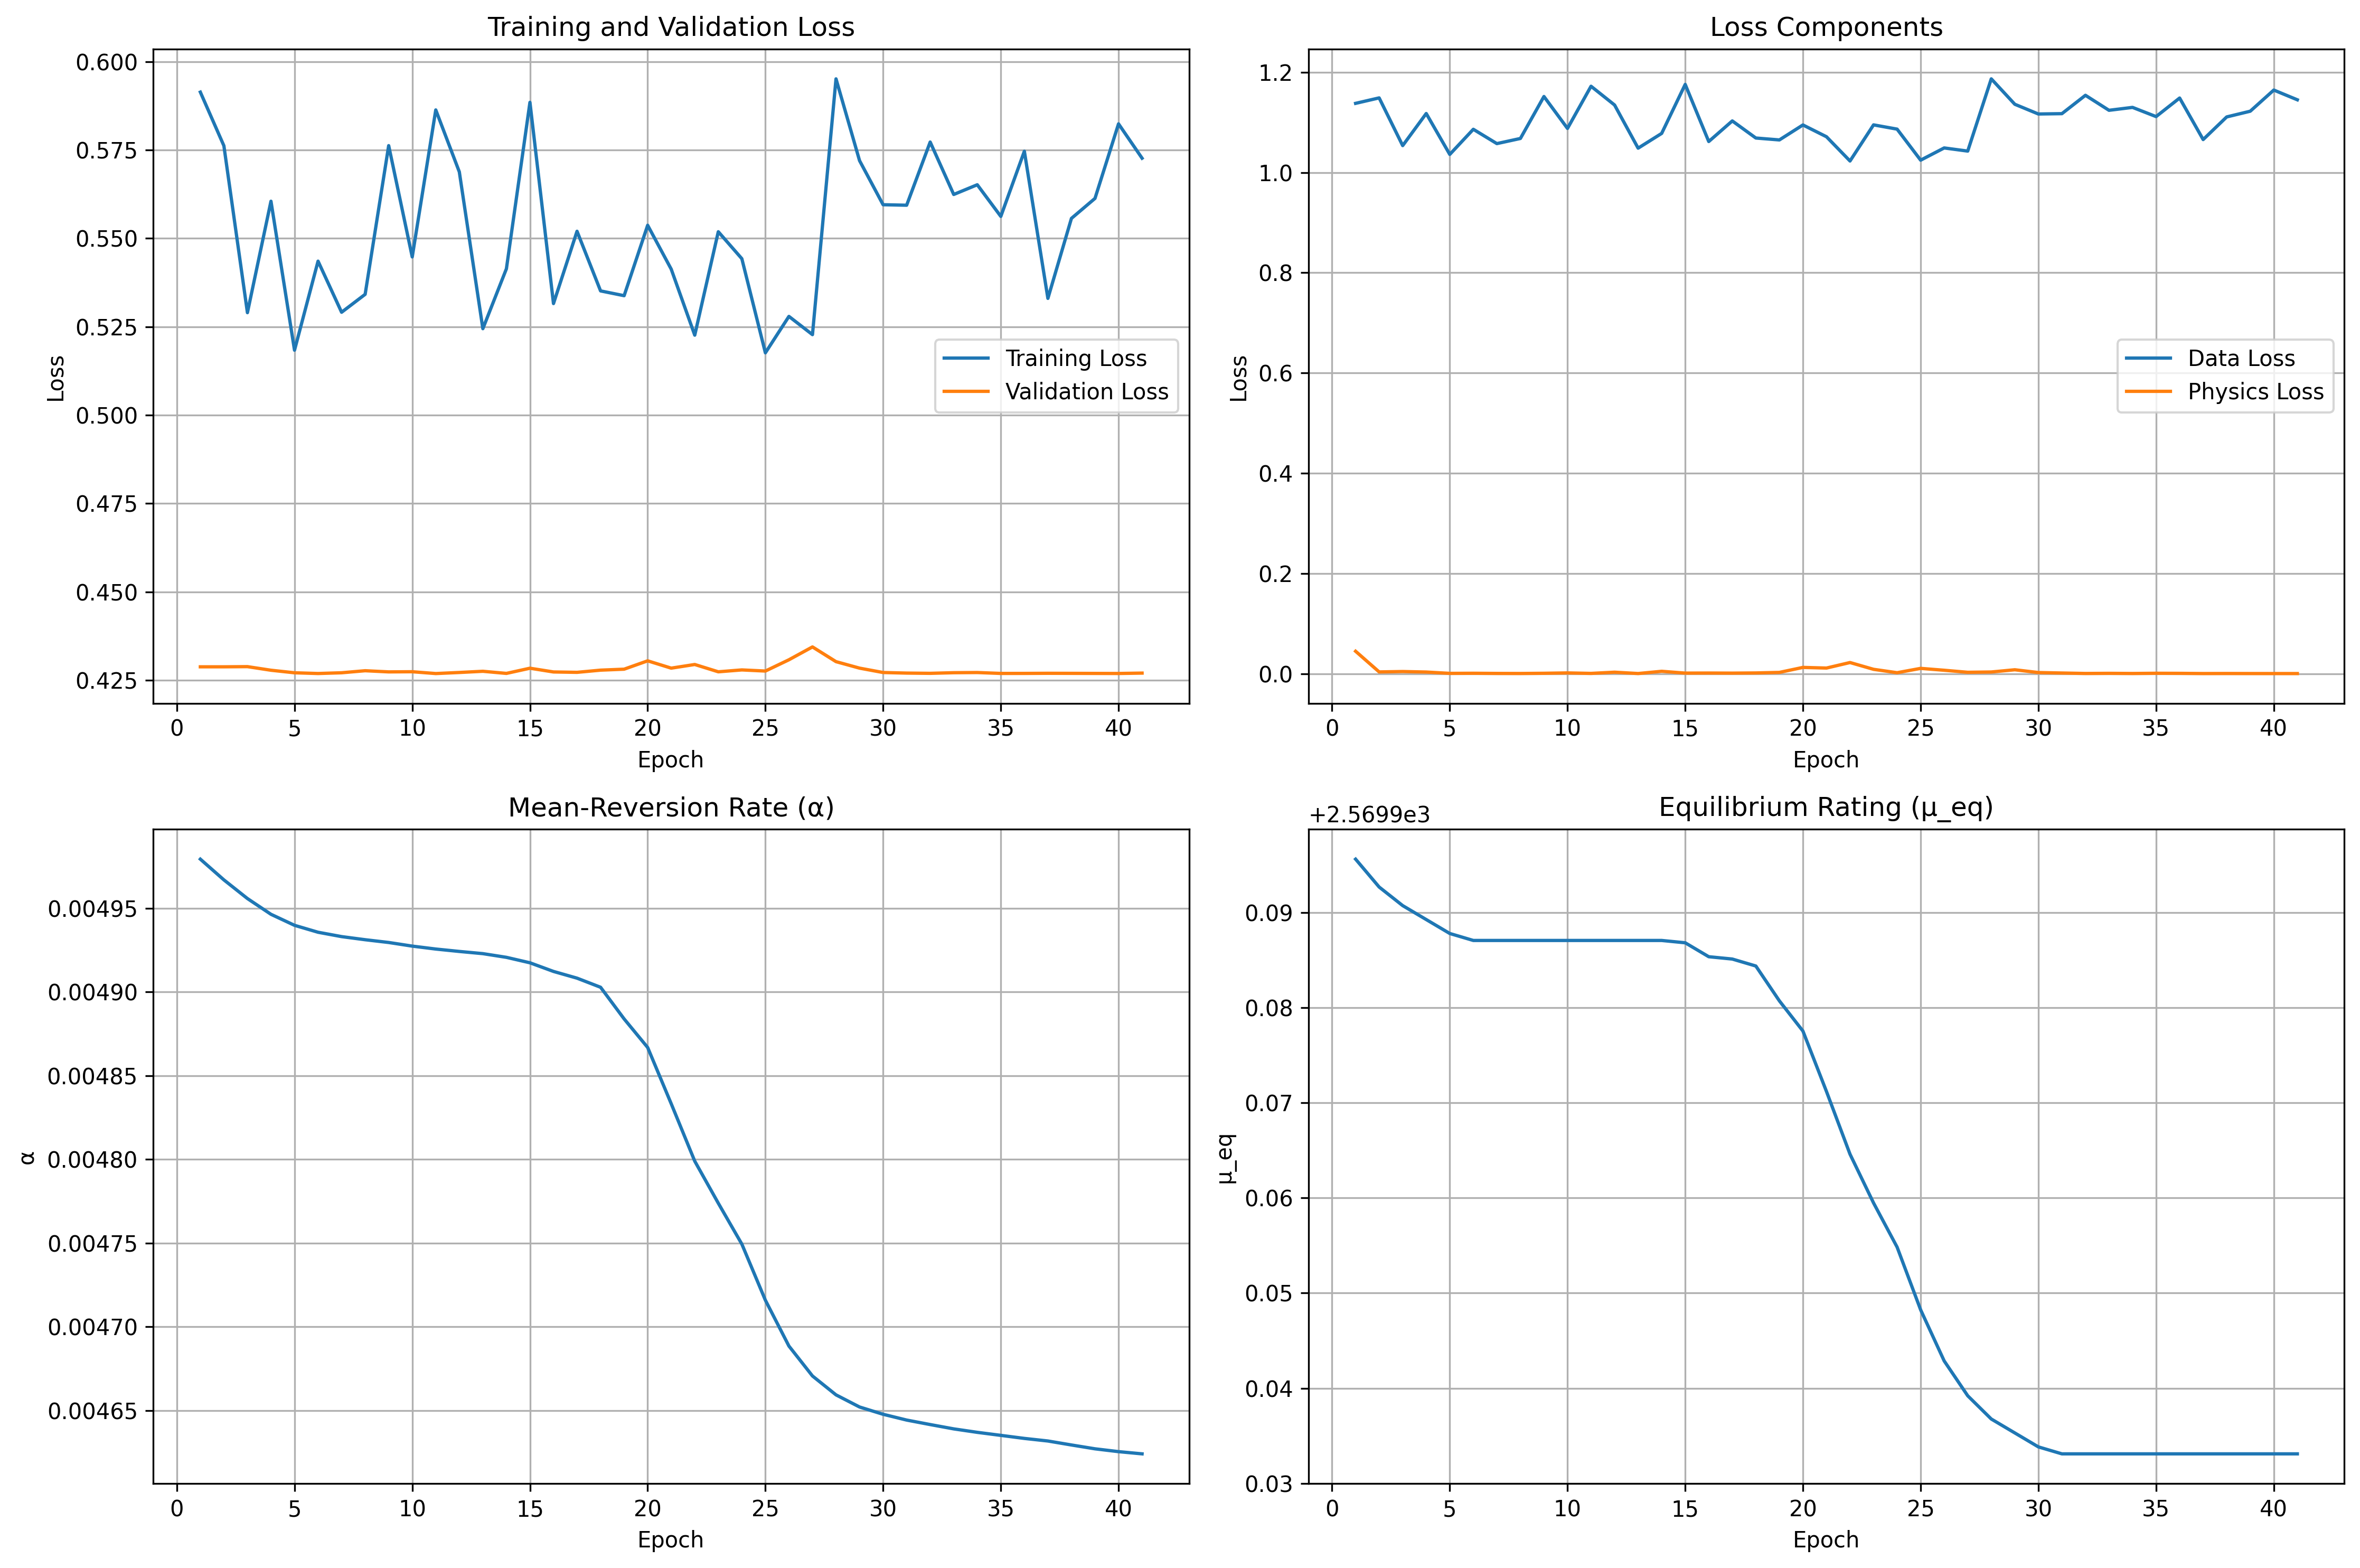 Training and Validation Loss
0.600
0.575
0.550
0.525
0.500
0.475
0.450
0.425
Loss
Training Loss
Validation Loss
0 5 10 15 20 25 30 35 40
Epoch
Loss Components
1.2
1.0
0.8
0.6
0.4
0.2
0.0
Loss
Data Loss
Physics Loss
0 5 10 15 20 25 30 35 40
Epoch
Mean-Reversion Rate (α)
0.00495
0.00490
0.00485
0.00480
0.00475
0.00470
0.00465
α
0 5 10 15 20 25 30 35 40
Epoch
+2.5699e3
Equilibrium Rating (μ_eq)
0.09
0.08
0.07
0.06
0.05
0.04
0.03
μ_eq
0 5 10 15 20 25 30 35 40
Epoch